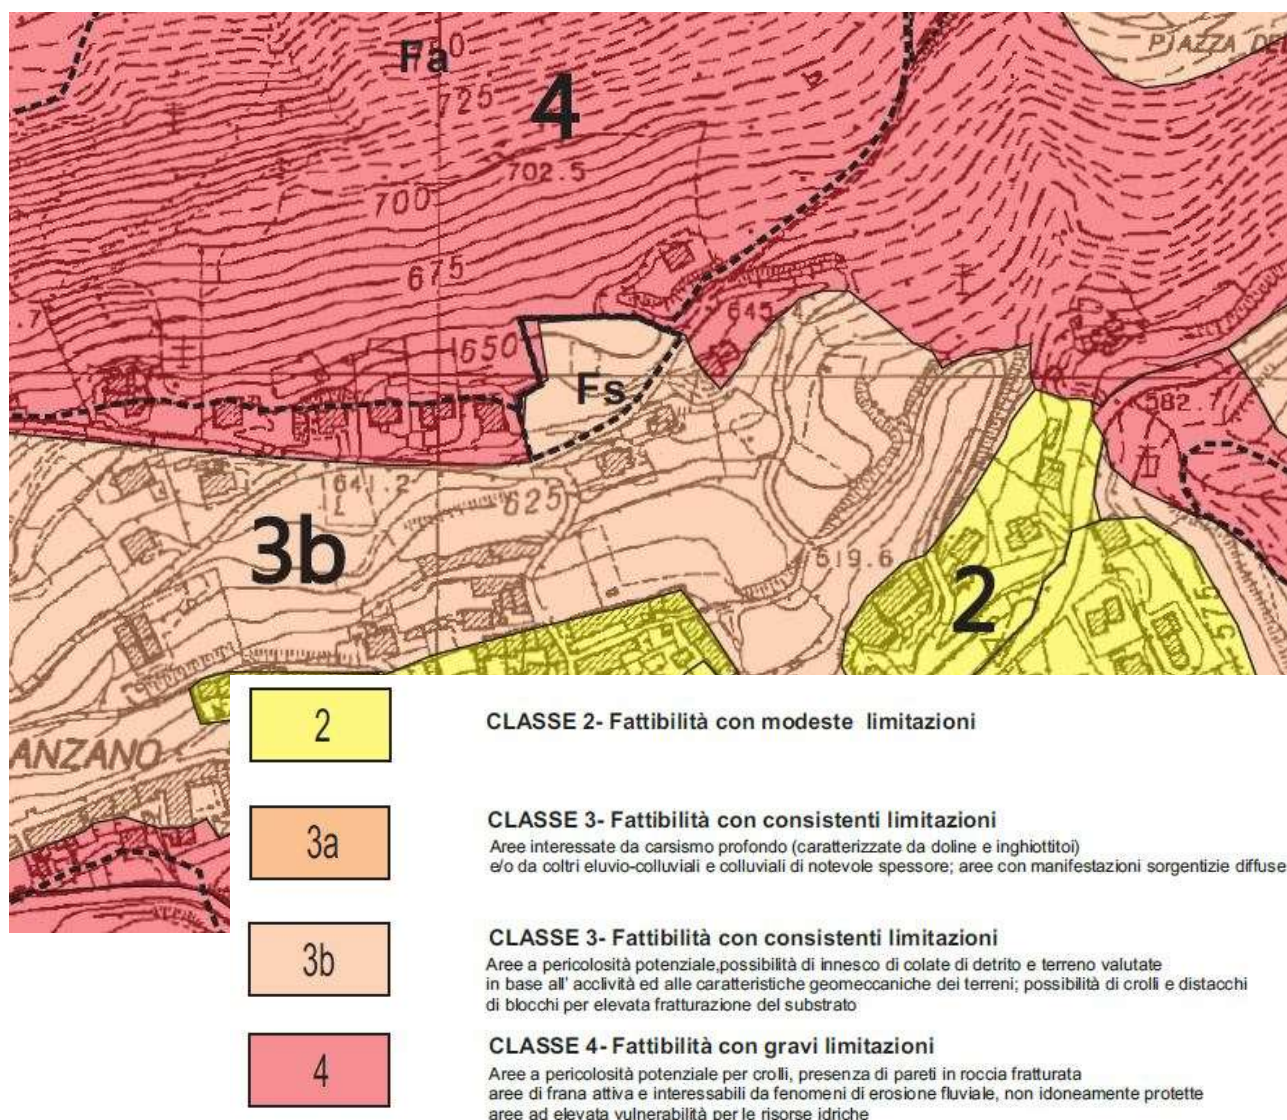 PIAZZA DE
Fa
750
725
4
702.5
700
675
645.4
650
Fs
582.7
641.2
625
3b
519.6
2
575
ANZANO
2
CLASSE 2- Fattibilità con modeste limitazioni
3a
CLASSE 3- Fattibilità con consistenti limitazioni
Aree interessate da carsismo profondo (caratterizzate da doline e inghiottitoi)
e/o da coltri eluvio-colluviali e colluviali di notevole spessore; aree con manifestazioni sorgentizie diffuse
3b
CLASSE 3- Fattibilità con consistenti limitazioni
Aree a pericolosità potenziale,possibilità di innesco di colate di detrito e terreno valutate
in base all' acclività ed alle caratteristiche geomeccaniche dei terreni; possibilità di crolli e distacchi
di blocchi per elevata fratturazione del substrato
4
CLASSE 4- Fattibilità con gravi limitazioni
Aree a pericolosità potenziale per crolli, presenza di pareti in roccia fratturata
aree di frana attiva e interessabili da fenomeni di erosione fluviale, non idoneamente protette
aree ad elevata vulnerabilità per le risorse idriche